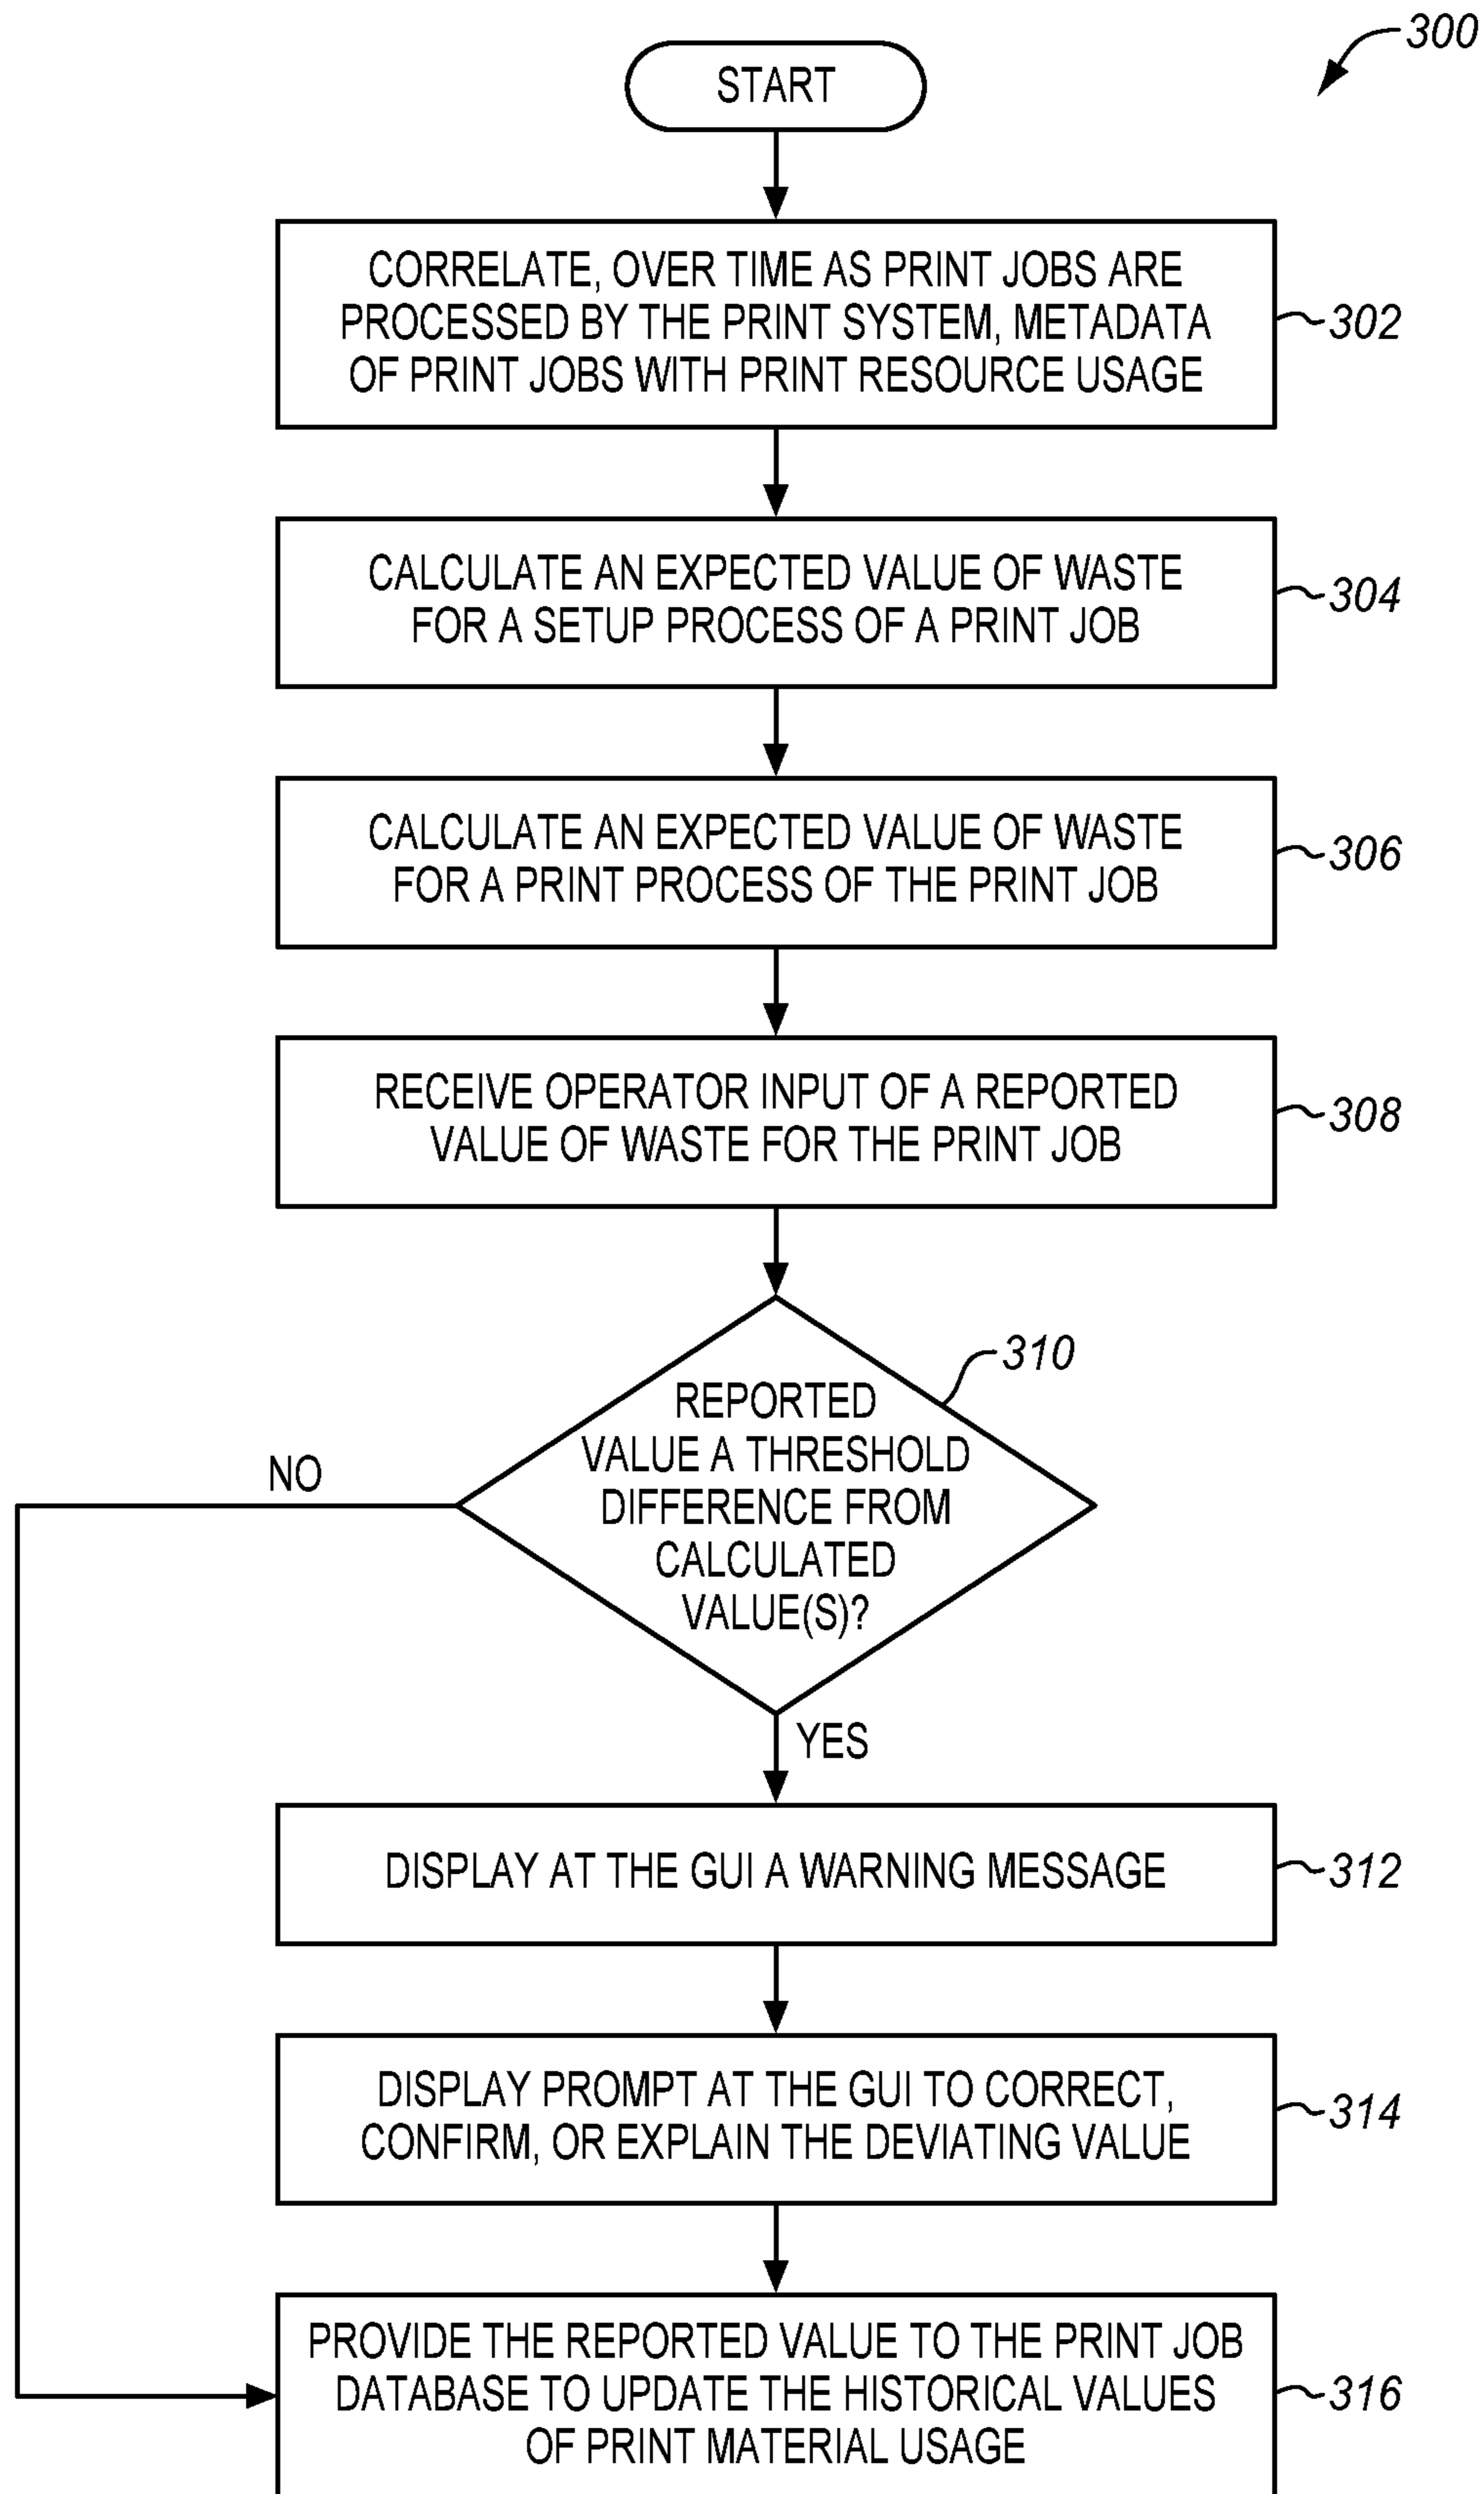 300
START
CORRELATE, OVER TIME AS PRINT JOBS ARE
PROCESSED BY THE PRINT SYSTEM, METADATA
OF PRINT JOBS WITH PRINT RESOURCE USAGE
302
CALCULATE AN EXPECTED VALUE OF WASTE
FOR A SETUP PROCESS OF A PRINT JOB
304
CALCULATE AN EXPECTED VALUE OF WASTE
FOR A PRINT PROCESS OF THE PRINT JOB
306
RECEIVE OPERATOR INPUT OF A REPORTED
VALUE OF WASTE FOR THE PRINT JOB
308
310
REPORTED
VALUE A THRESHOLD
DIFFERENCE FROM
CALCULATED
VALUE(S)?
NO
YES
DISPLAY AT THE GUI A WARNING MESSAGE
312
DISPLAY PROMPT AT THE GUI TO CORRECT,
CONFIRM, OR EXPLAIN THE DEVIATING VALUE
314
PROVIDE THE REPORTED VALUE TO THE PRINT JOB
DATABASE TO UPDATE THE HISTORICAL VALUES
OF PRINT MATERIAL USAGE
316